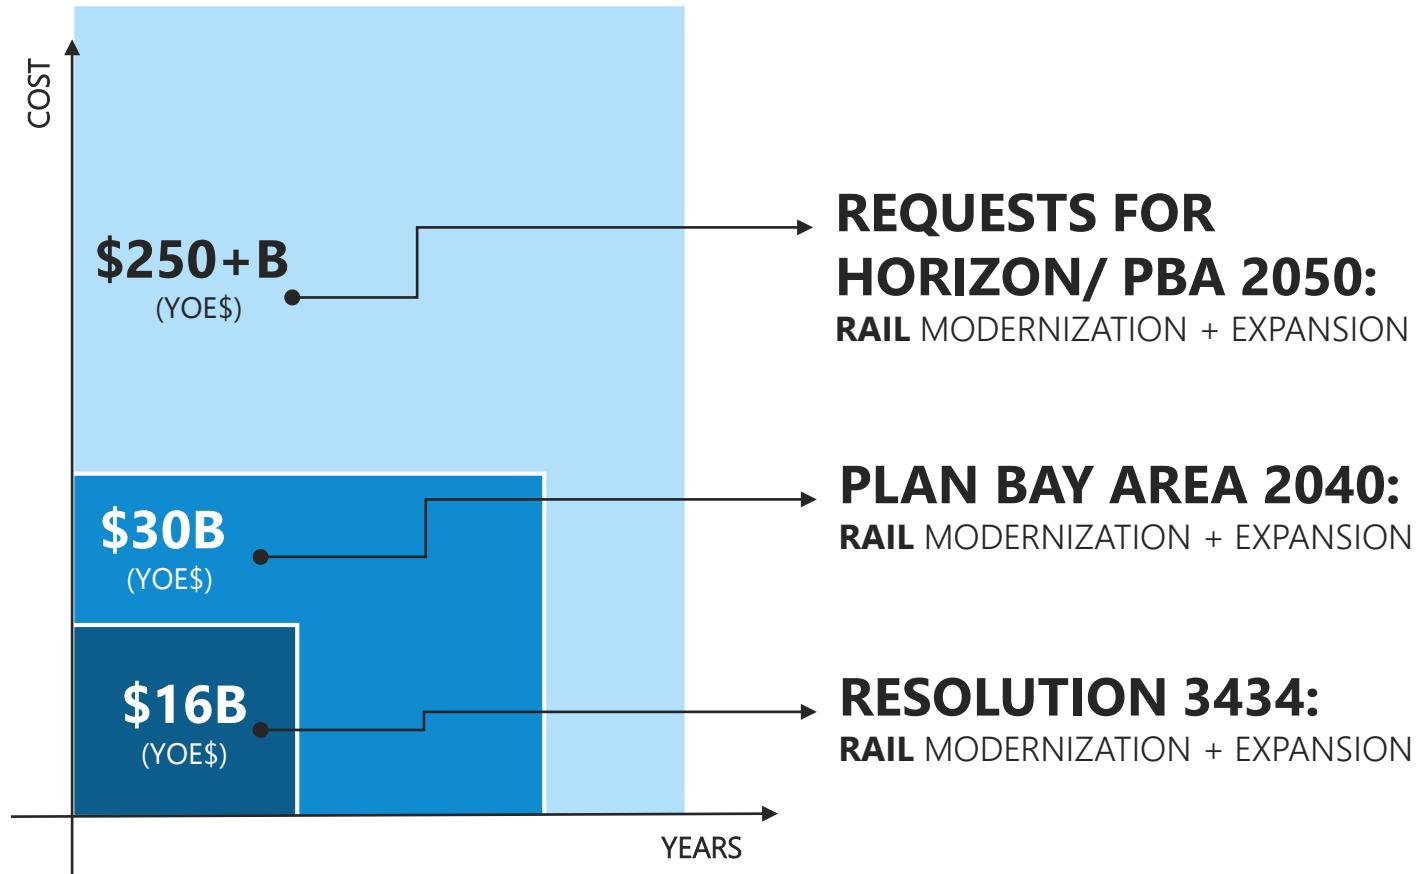 COST
$250+B
(YOE$)
REQUESTS FOR
HORIZON/ PBA 2050:
RAIL MODERNIZATION + EXPANSION
$30B
(YOE$)
PLAN BAY AREA 2040:
RAIL MODERNIZATION + EXPANSION
$16B
(YOE$)
RESOLUTION 3434:
RAIL MODERNIZATION + EXPANSION
YEARS